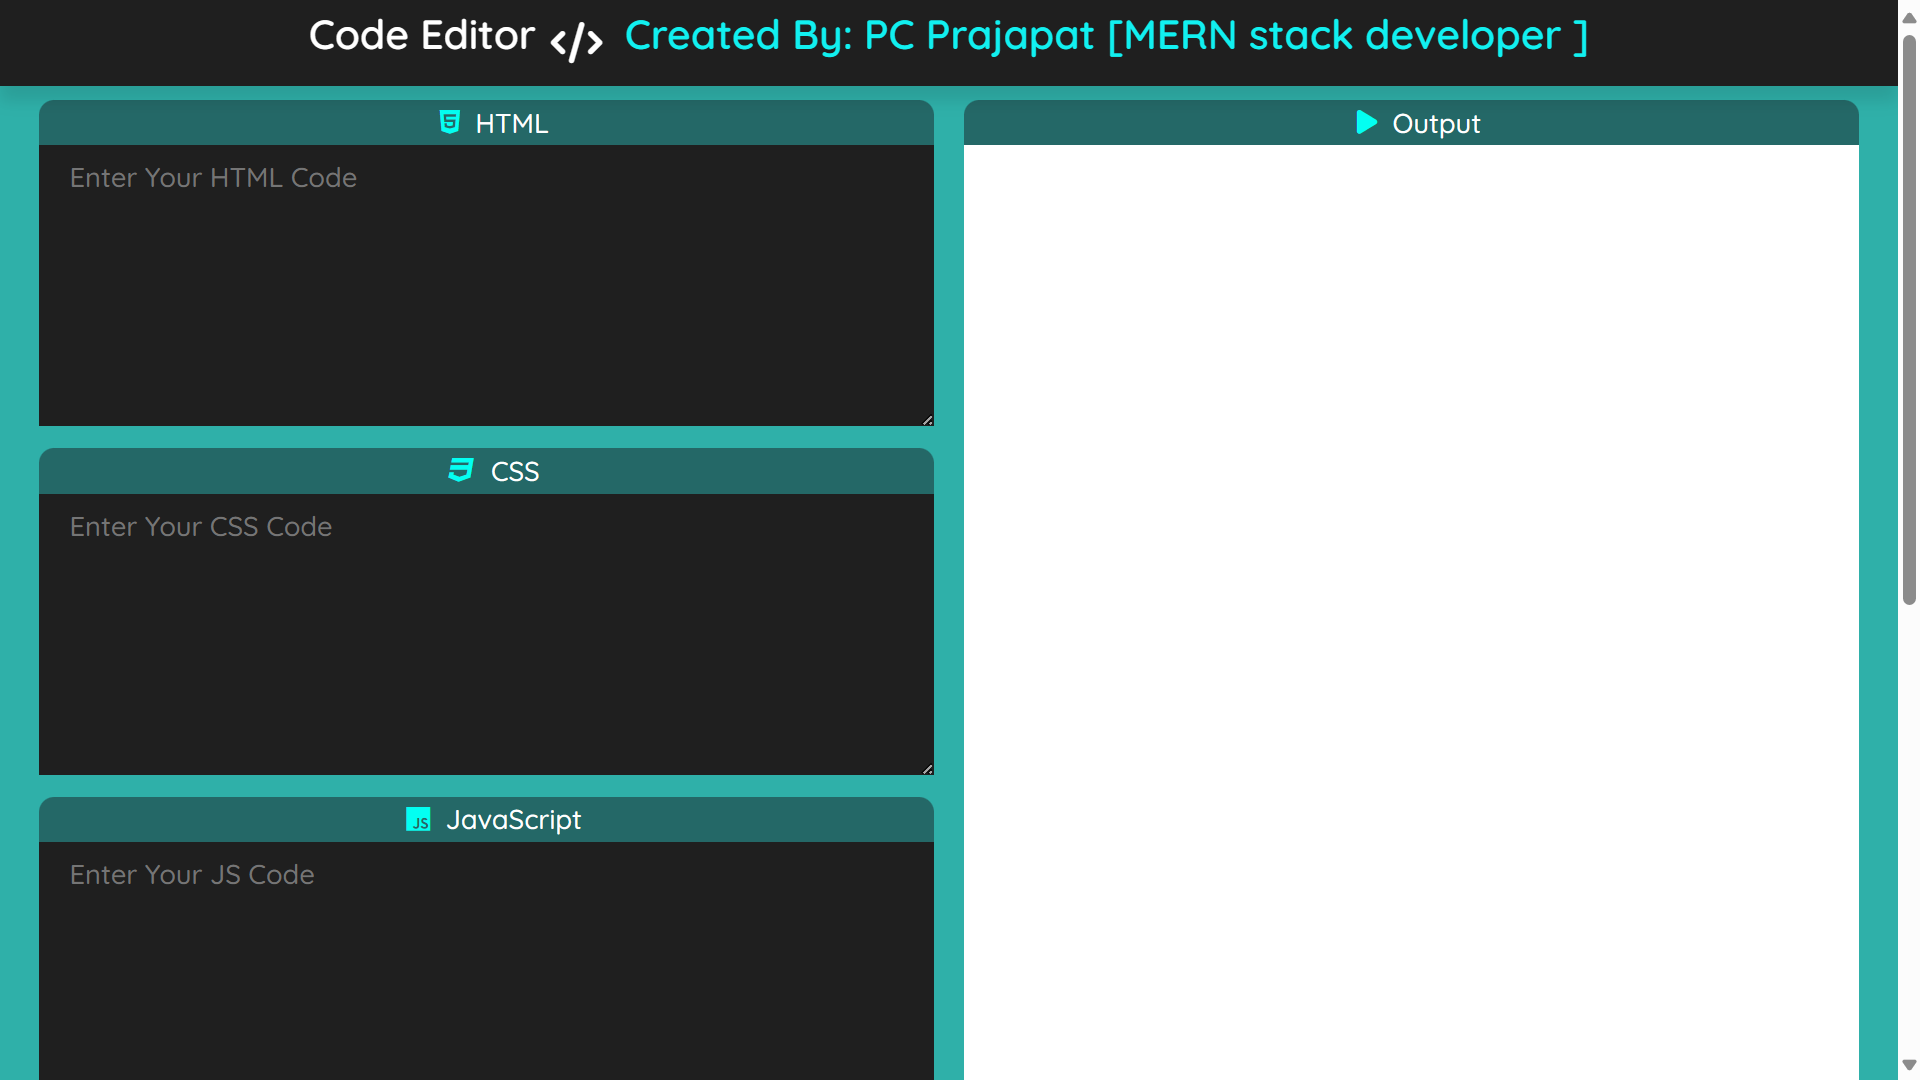 Code Editor </> Created By: PC Prajapat [MERN stack developer ]
HTML
Enter Your HTML Code
CSS
Enter Your CSS Code
JS JavaScript
Enter Your JS Code
Output